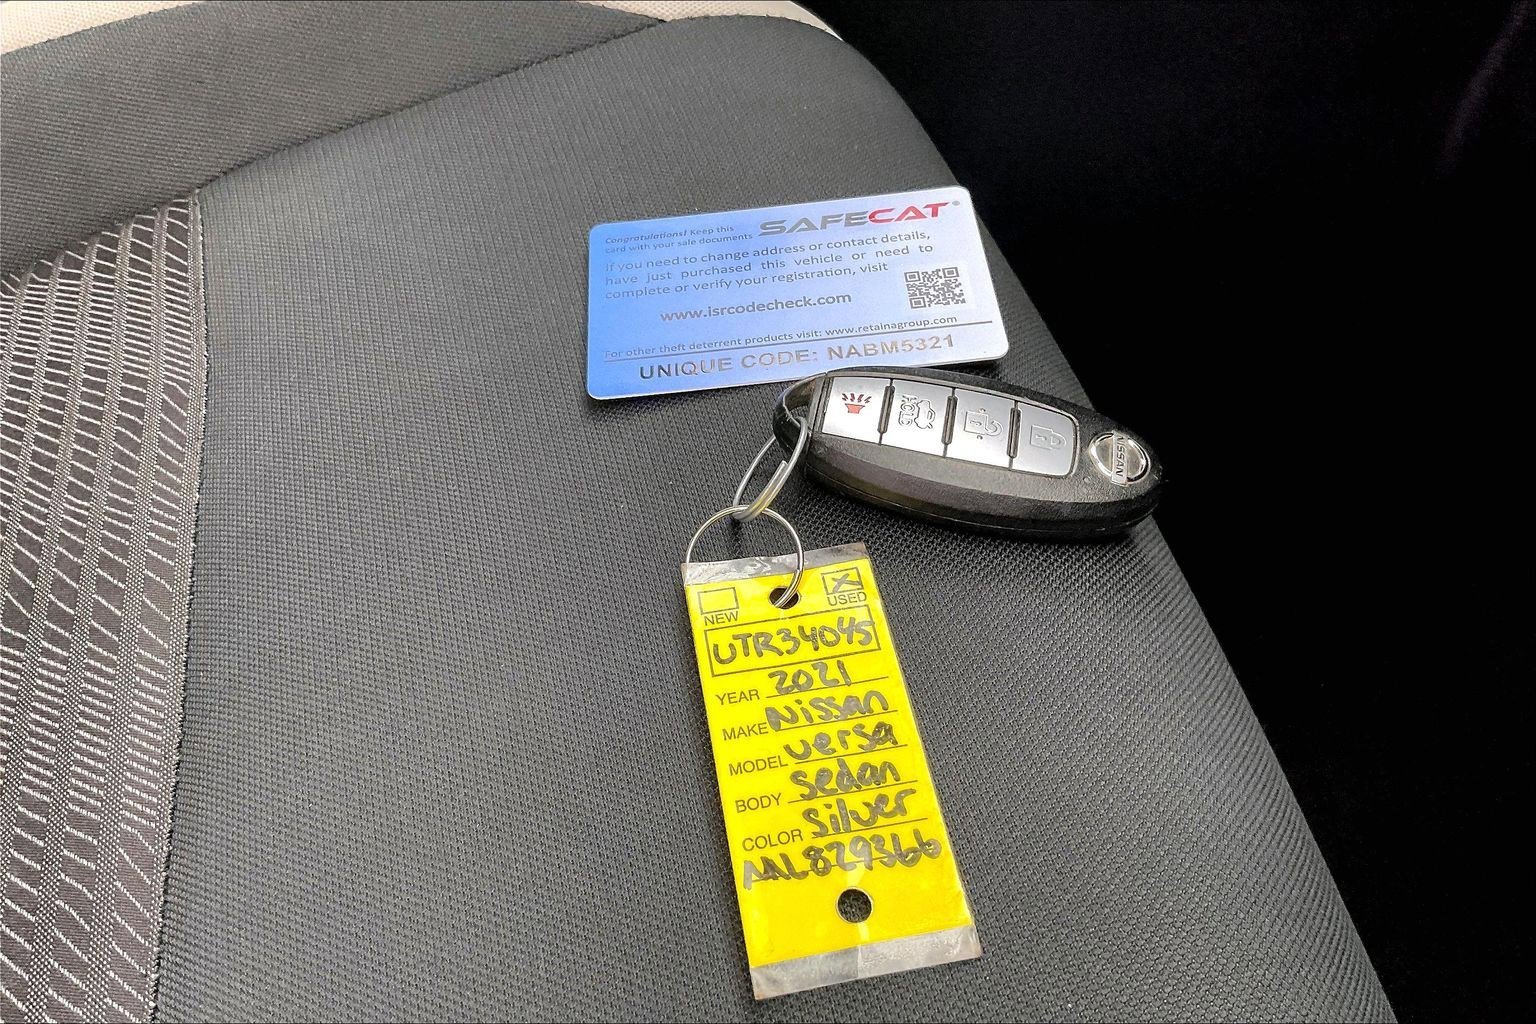 Congratulations! Keep this
card with your sale documents
SAFECAT®
If you need to change address or contact details,
have just purchased this vehicle or need to
complete or verify your registration, visit
www.isrcodecheck.com
For other theft deterrent products visit: www.retainagroup.com
UNIQUE CODE: NABM5321
HOLD
NISSAN
NEW
USED
UTR34045
YEAR 2021
MAKE Nissan
MODEL versa
BODY Sedan
COLOR Silver
ML829366